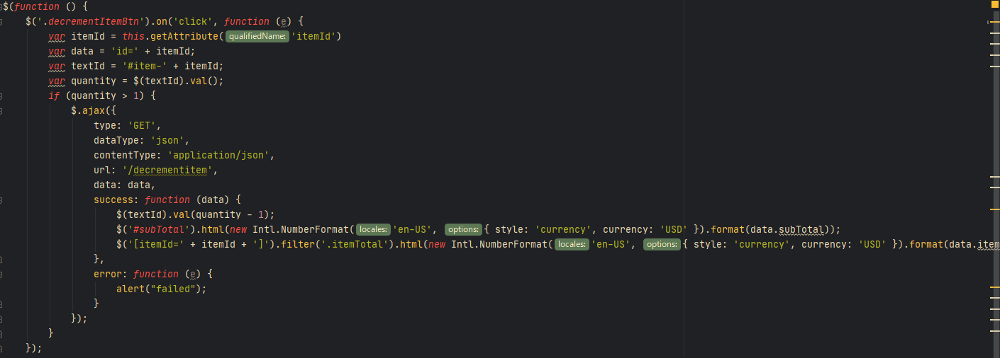 $(function () {
    $('.decrementItemBtn').on('click', function (e) {
        var itemId = this.getAttribute( qualifiedName: 'itemId')
        var data = 'id=' + itemId;
        var textId = '#item-' + itemId;
        var quantity = $(textId).val();
        if (quantity > 1) {
            $.ajax({
                type: 'GET',
                dataType: 'json',
                contentType: 'application/json',
                url: '/decrementitem',
                data: data,
                success: function (data) {
                    $(textId).val(quantity - 1);
                    $('#subTotal').html(new Intl.NumberFormat( locales: 'en-US', options: { style: 'currency', currency: 'USD' }).format(data.subTotal));
                    $('[itemId=' + itemId + ']').filter('.itemTotal').html(new Intl.NumberFormat( locales: 'en-US', options: { style: 'currency', currency: 'USD' }).format(data.item
                },
                error: function (e) {
                    alert("failed");
                }
            });
        }
    });